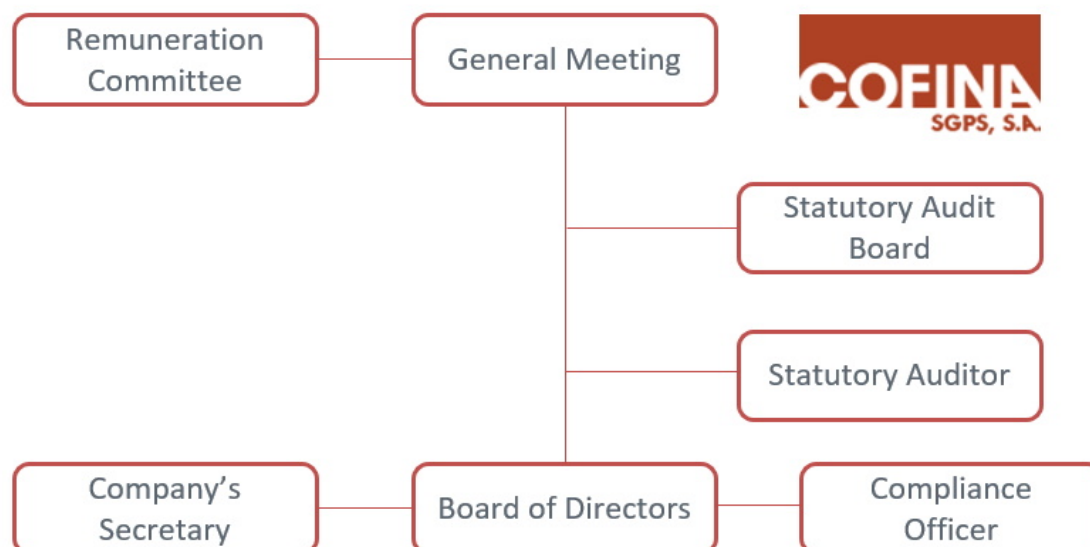 Remuneration
Committee
General Meeting
COFINA
SGPS, S.A.
Statutory Audit
Board
Statutory Auditor
Company’s
Secretary
Board of Directors
Compliance
Officer